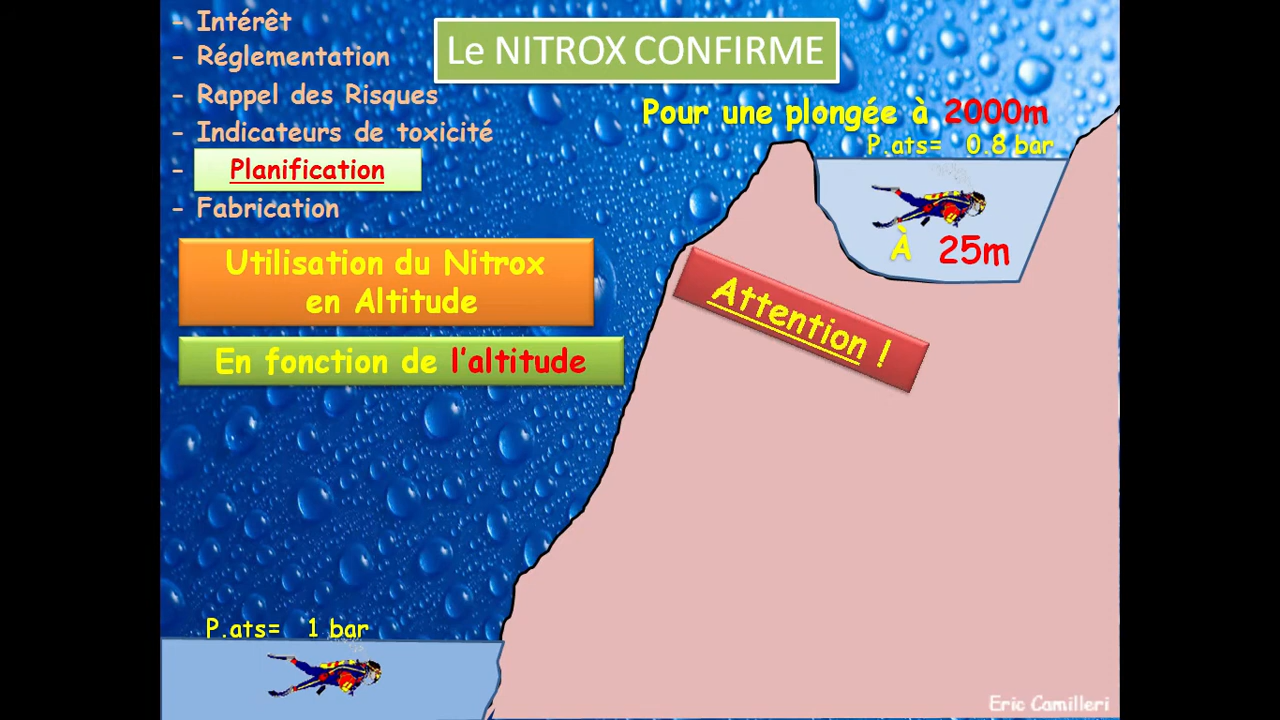 - Intérêt
- Réglementation
- Rappel des Risques
- Indicateurs de toxicité
- Planification
- Fabrication
Le NITROX CONFIRME
Pour une plongée à 2000m
P.ats= 0.8 bar
À 25m
Utilisation du Nitrox
en Altitude
En fonction de l'altitude
Attention !
P.ats= 1 bar
Eric Camilleri